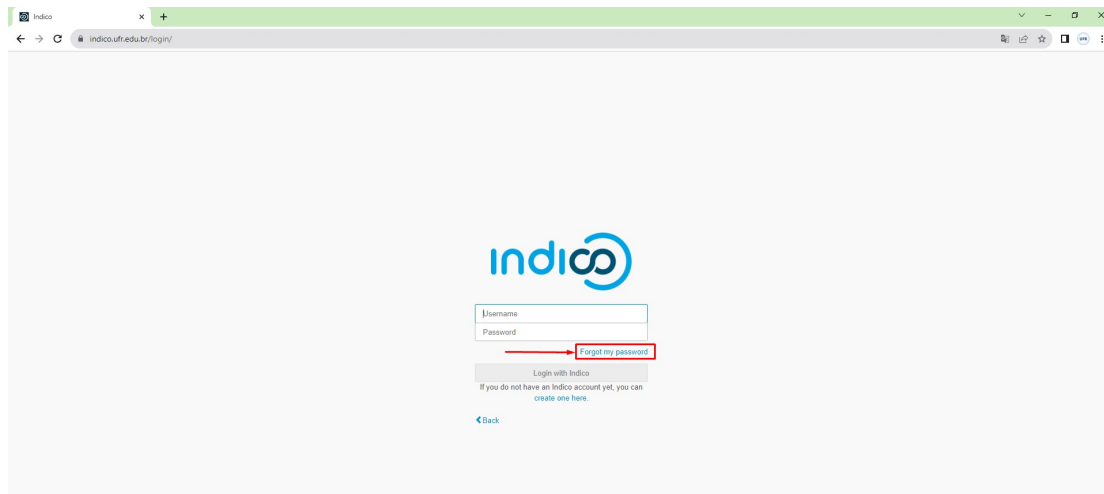 Indico
indico.ufr.edu.br/login/
UFR
indico
Username
Password
Forgot my password
Login with Indico
If you do not have an Indico account yet, you can
create one here.
Back